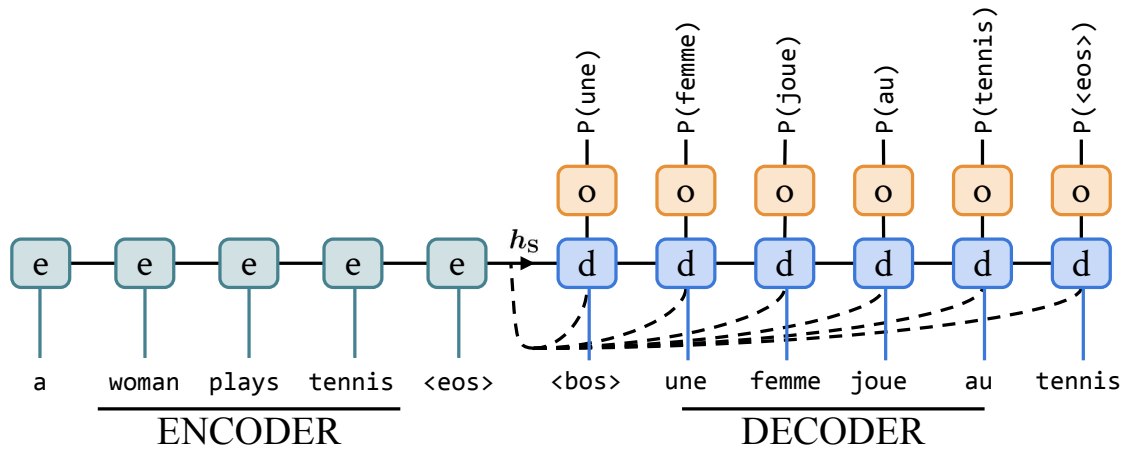 P(une) P(femme) P(joue) P(au) P(tennis) P(<eos>)
o o o o o o
h_S
e e e e e d d d d d d
a woman plays tennis <eos> <bos> une femme joue au tennis
ENCODER DECODER